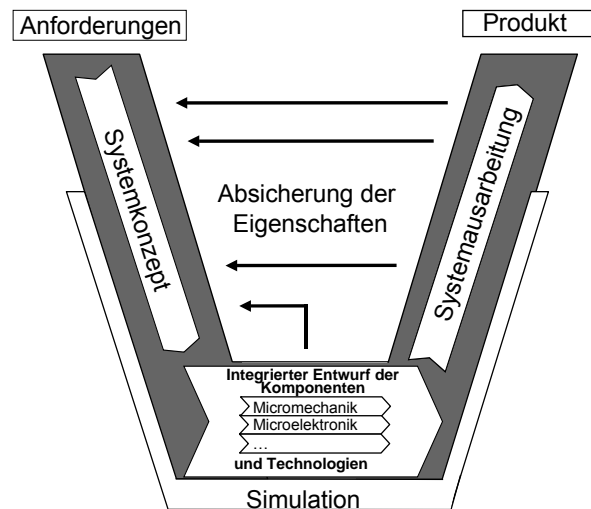 Anforderungen
Produkt
Systemkonzept
Systemausarbeitung
Absicherung der
Eigenschaften
Integrierter Entwurf der
Komponenten
Micromechanik
Microelektronik
…
und Technologien
Simulation